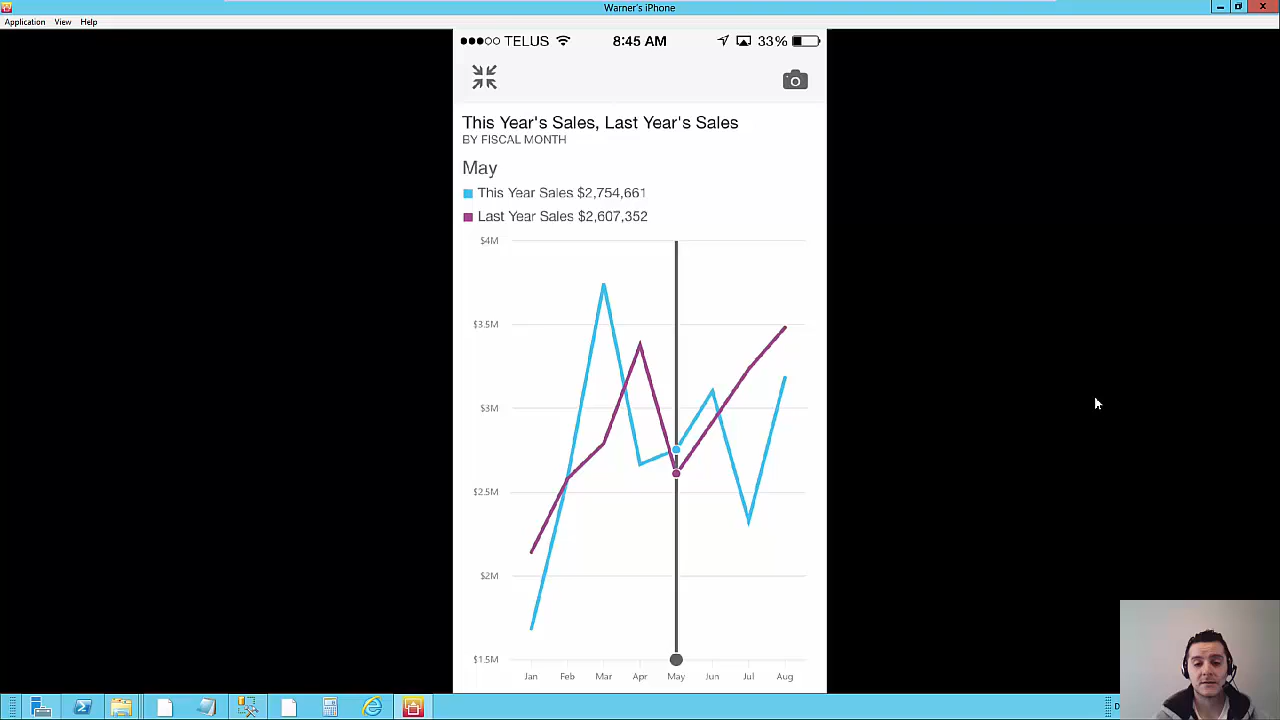 Warner's iPhone
Application View Help
TELUS 8:45 AM 33%
This Year's Sales, Last Year's Sales
BY FISCAL MONTH
May
This Year Sales $2,754,661
Last Year Sales $2,607,352
$4M
$3.5M
$3M
$2.5M
$2M
$1.5M
Jan Feb Mar Apr May Jun Jul Aug
D